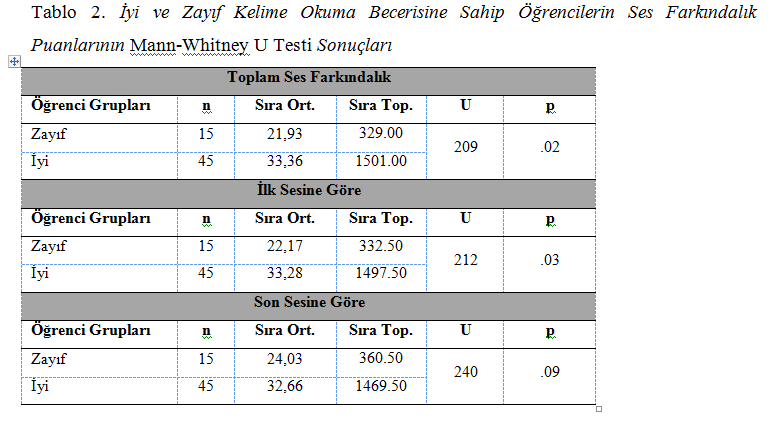 Tablo 2. İyi ve Zayıf Kelime Okuma Becerisine Sahip Öğrencilerin Ses Farkındalık
Puanlarının Mann-Whitney U Testi Sonuçları
Toplam Ses Farkındalık
Öğrenci Grupları n Sıra Ort. Sıra Top. U p
Zayıf 15 21,93 329.00 209 .02
İyi 45 33,36 1501.00
İlk Sesine Göre
Öğrenci Grupları n Sıra Ort. Sıra Top. U p
Zayıf 15 22,17 332.50 212 .03
İyi 45 33,28 1497.50
Son Sesine Göre
Öğrenci Grupları n Sıra Ort. Sıra Top. U p
Zayıf 15 24,03 360.50 240 .09
İyi 45 32,66 1469.50